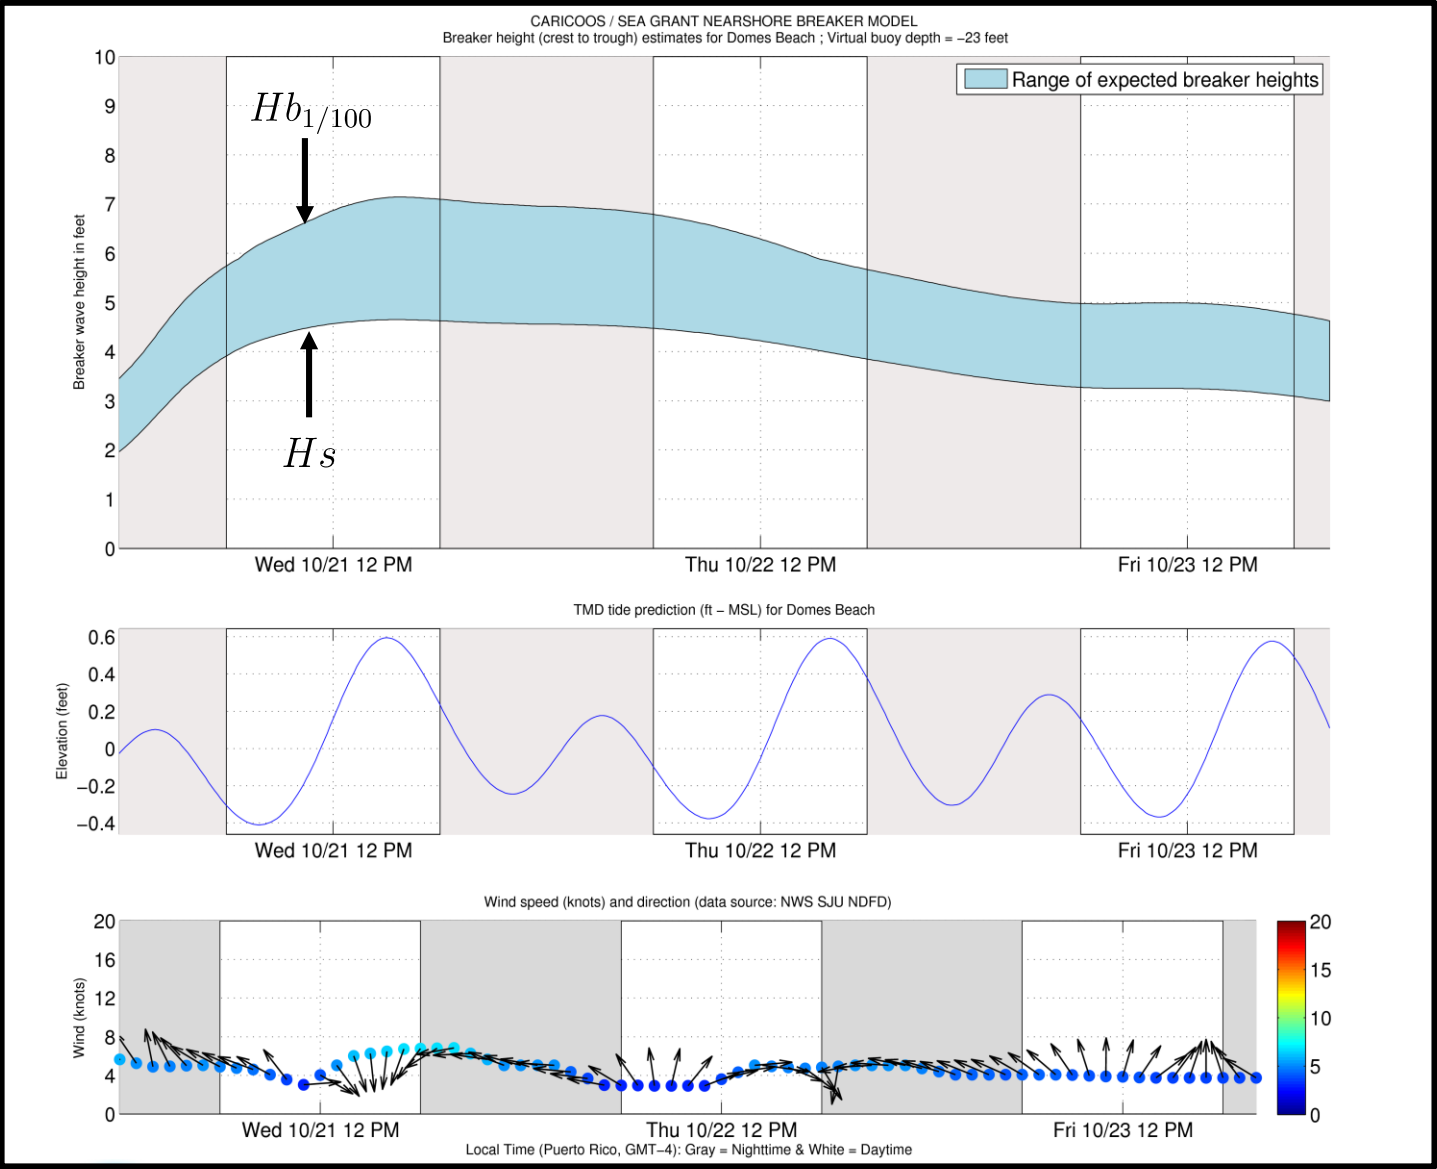 CARICOOS / SEA GRANT NEARSHORE BREAKER MODEL
Breaker height (crest to trough) estimates for Domes Beach ; Virtual buoy depth = −23 feet
Range of expected breaker heights
Hb1/100
Hs
Breaker wave height in feet
10
9
8
7
6
5
4
3
2
1
0
Wed 10/21 12 PM Thu 10/22 12 PM Fri 10/23 12 PM
TMD tide prediction (ft − MSL) for Domes Beach
Elevation (feet)
0.6
0.4
0.2
0
−0.2
−0.4
Wed 10/21 12 PM Thu 10/22 12 PM Fri 10/23 12 PM
Wind speed (knots) and direction (data source: NWS SJU NDFD)
Wind (knots)
20
16
12
8
4
0
20
15
10
5
0
Wed 10/21 12 PM Thu 10/22 12 PM Fri 10/23 12 PM
Local Time (Puerto Rico, GMT−4): Gray = Nighttime & White = Daytime